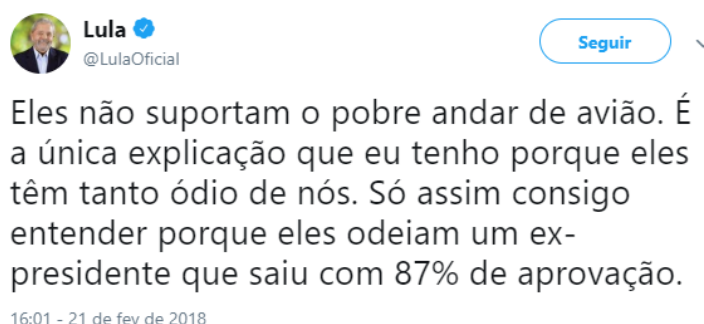 Lula
@LulaOficial
Seguir
Eles não suportam o pobre andar de avião. É
a única explicação que eu tenho porque eles
têm tanto ódio de nós. Só assim consigo
entender porque eles odeiam um ex-
presidente que saiu com 87% de aprovação.
16:01 - 21 de fev de 2018